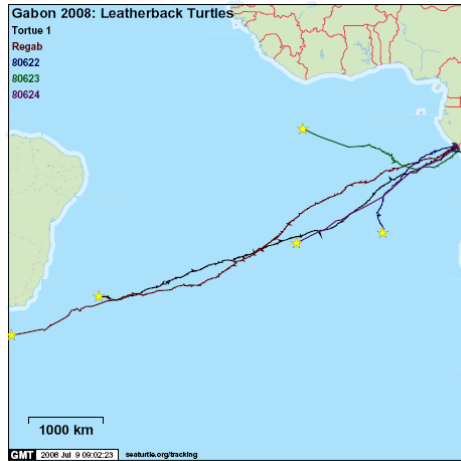 Gabon 2008: Leatherback Turtles
Tortue 1
Regab
80622
80623
80624
1000 km
GMT 2008 Jul 9 09:02:23 seaturtle.org/tracking